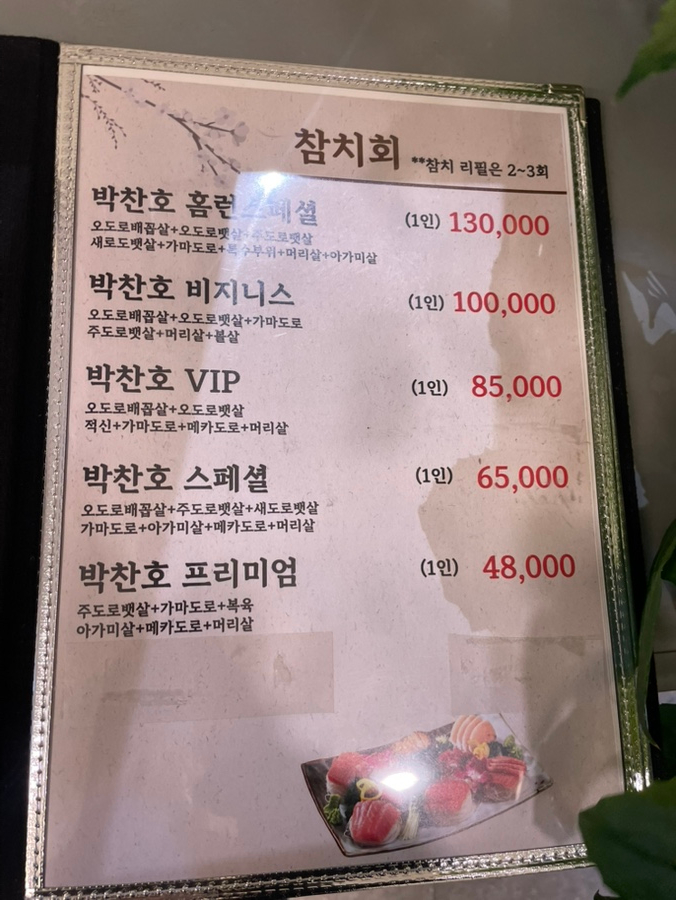 참치회 **참치 리필은 2~3회
박찬호 홈런스페셜 (1인) 130,000
오도로배꼽살+오도로뱃살+주도로뱃살
새로도뱃살+가마도로+특수부위+머리살+아가미살
박찬호 비지니스 (1인) 100,000
오도로배꼽살+오도로뱃살+가마도로
주도로뱃살+머리살+볼살
박찬호 VIP (1인) 85,000
오도로배꼽살+오도로뱃살
적신+가마도로+메카도로+머리살
박찬호 스페셜 (1인) 65,000
오도로배꼽살+주도로뱃살+새도로뱃살
가마도로+아가미살+메카도로+머리살
박찬호 프리미엄 (1인) 48,000
주도로뱃살+가마도로+복육
아가미살+메카도로+머리살